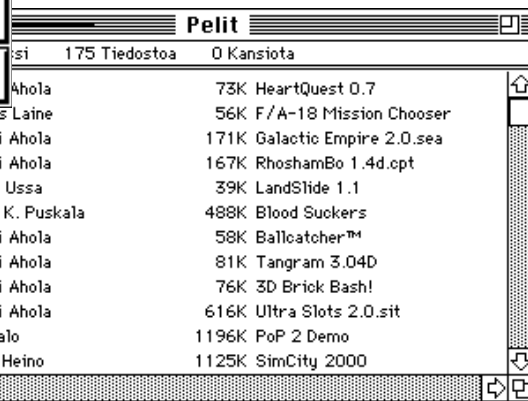 Pelit
si 175 Tiedostoa 0 Kansiota
Ahola 73K HeartQuest 0.7
s Laine 56K F/A-18 Mission Chooser
i Ahola 171K Galactic Empire 2.0.sea
i Ahola 167K RhoshamBo 1.4d.cpt
Ussa 39K LandSlide 1.1
K. Puskala 488K Blood Suckers
i Ahola 58K Ballcatcher™
i Ahola 81K Tangram 3.04D
i Ahola 76K 3D Brick Bash!
i Ahola 616K Ultra Slots 2.0.sit
alo 1196K PoP 2 Demo
Heino 1125K SimCity 2000